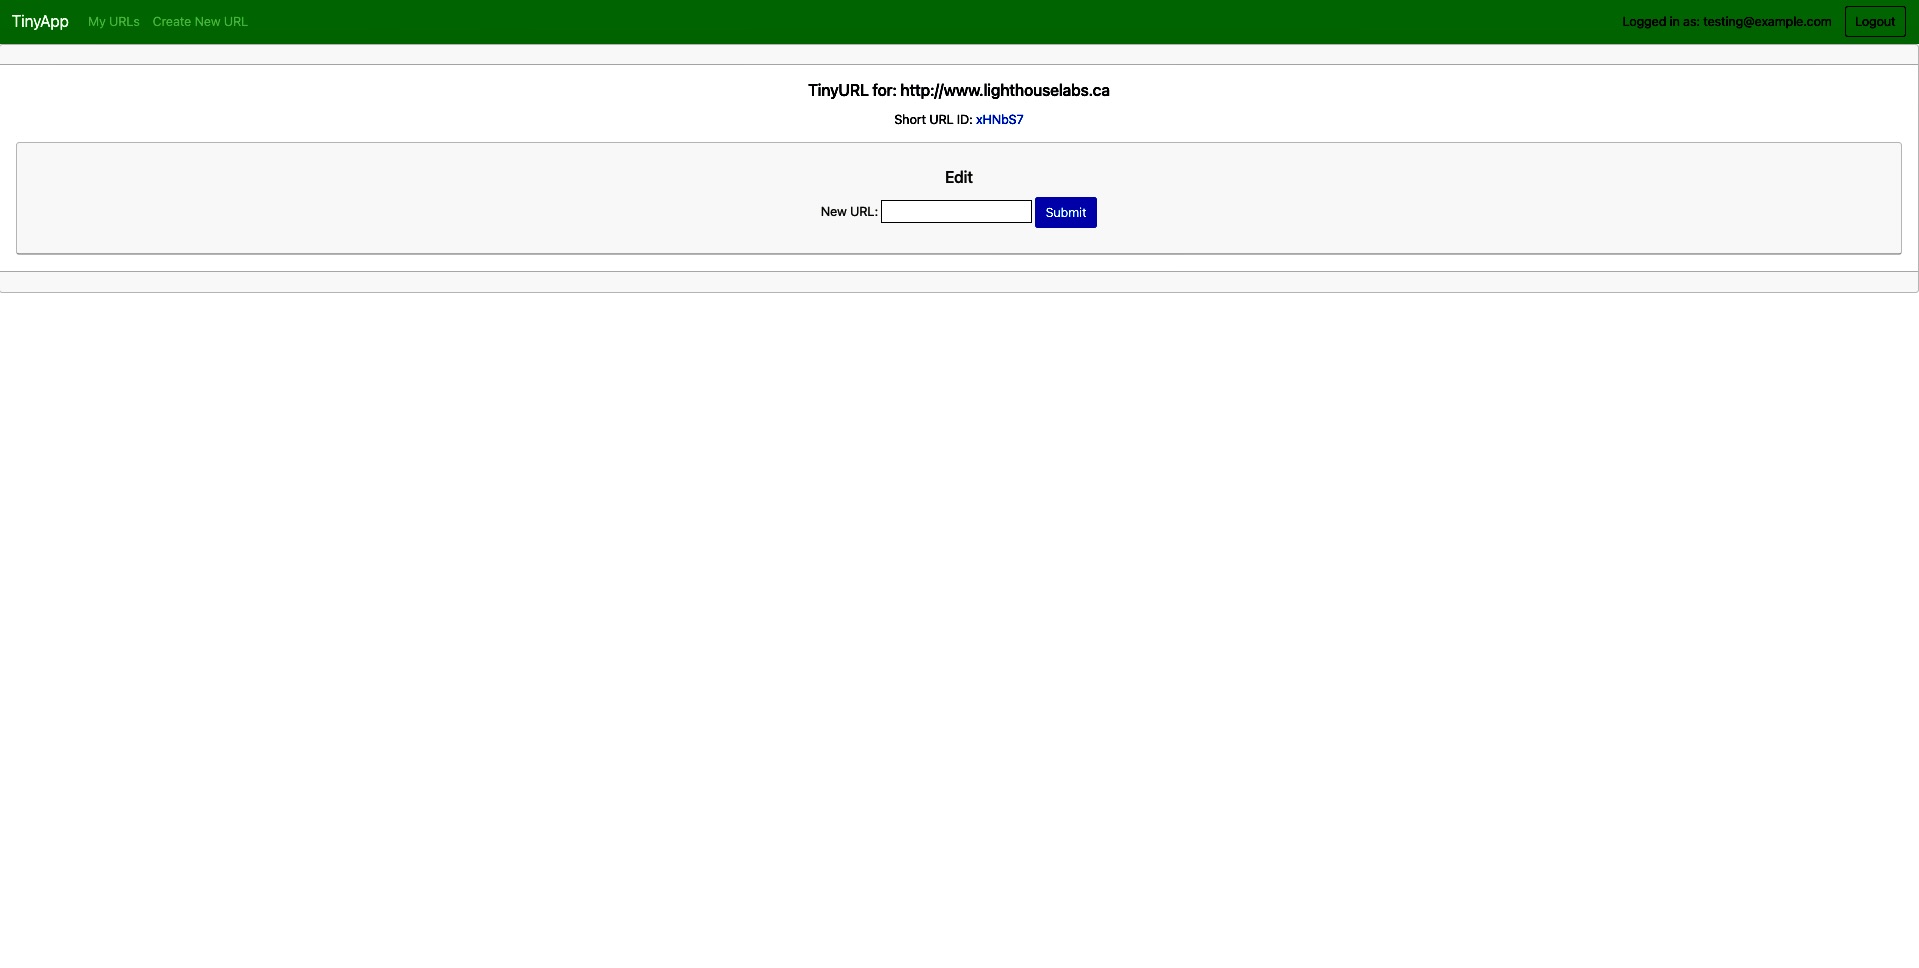 TinyApp My URLs Create New URL Logged in as: testing@example.com Logout
TinyURL for: http://www.lighthouselabs.ca
Short URL ID: xHNbS7
Edit
New URL: Submit